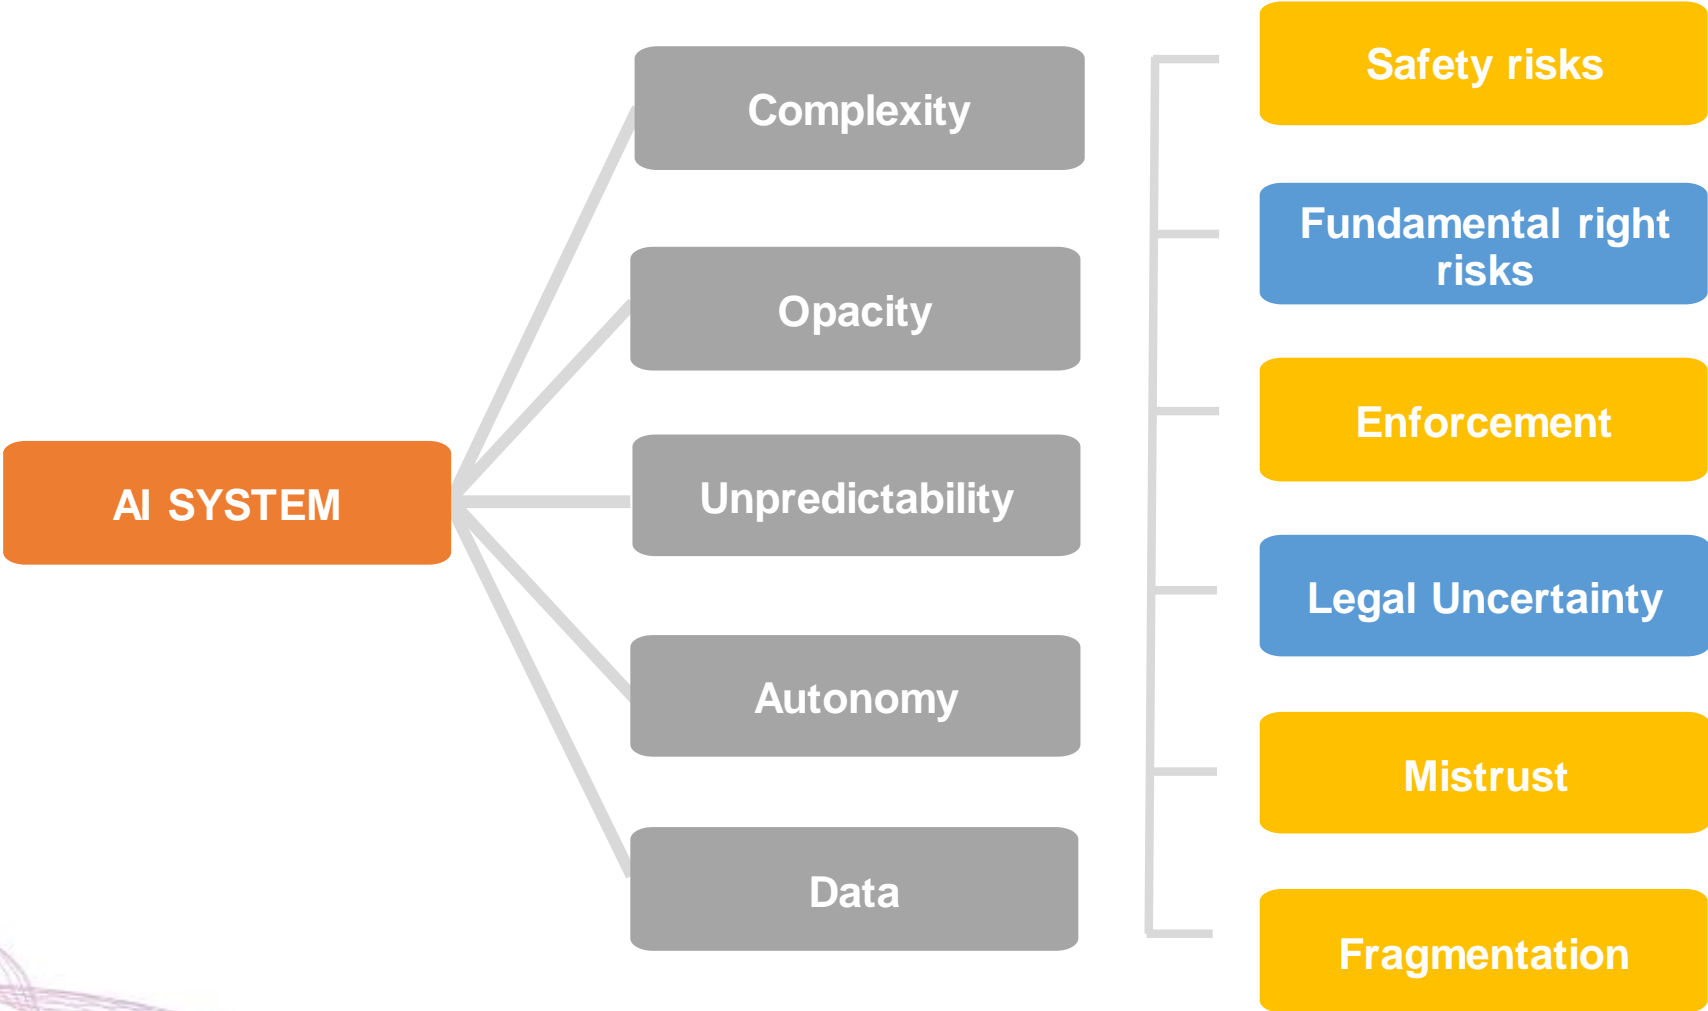 AI SYSTEM
Complexity
Opacity
Unpredictability
Autonomy
Data
Safety risks
Fundamental right
risks
Enforcement
Legal Uncertainty
Mistrust
Fragmentation